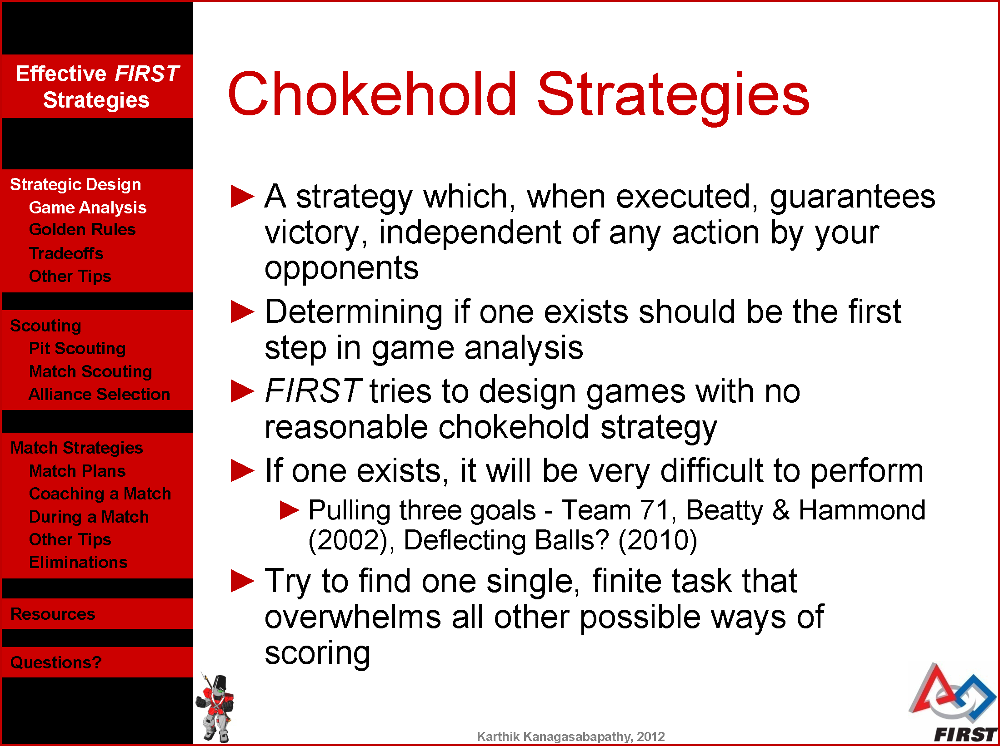 Effective FIRST
Strategies
Strategic Design
Game Analysis
Golden Rules
Tradeoffs
Other Tips
Scouting
Pit Scouting
Match Scouting
Alliance Selection
Match Strategies
Match Plans
Coaching a Match
During a Match
Other Tips
Eliminations
Resources
Questions?
Chokehold Strategies
► A strategy which, when executed, guarantees
victory, independent of any action by your
opponents
► Determining if one exists should be the first
step in game analysis
► FIRST tries to design games with no
reasonable chokehold strategy
► If one exists, it will be very difficult to perform
► Pulling three goals - Team 71, Beatty & Hammond
(2002), Deflecting Balls? (2010)
► Try to find one single, finite task that
overwhelms all other possible ways of
scoring
Karthik Kanagasabapathy, 2012
FIRST